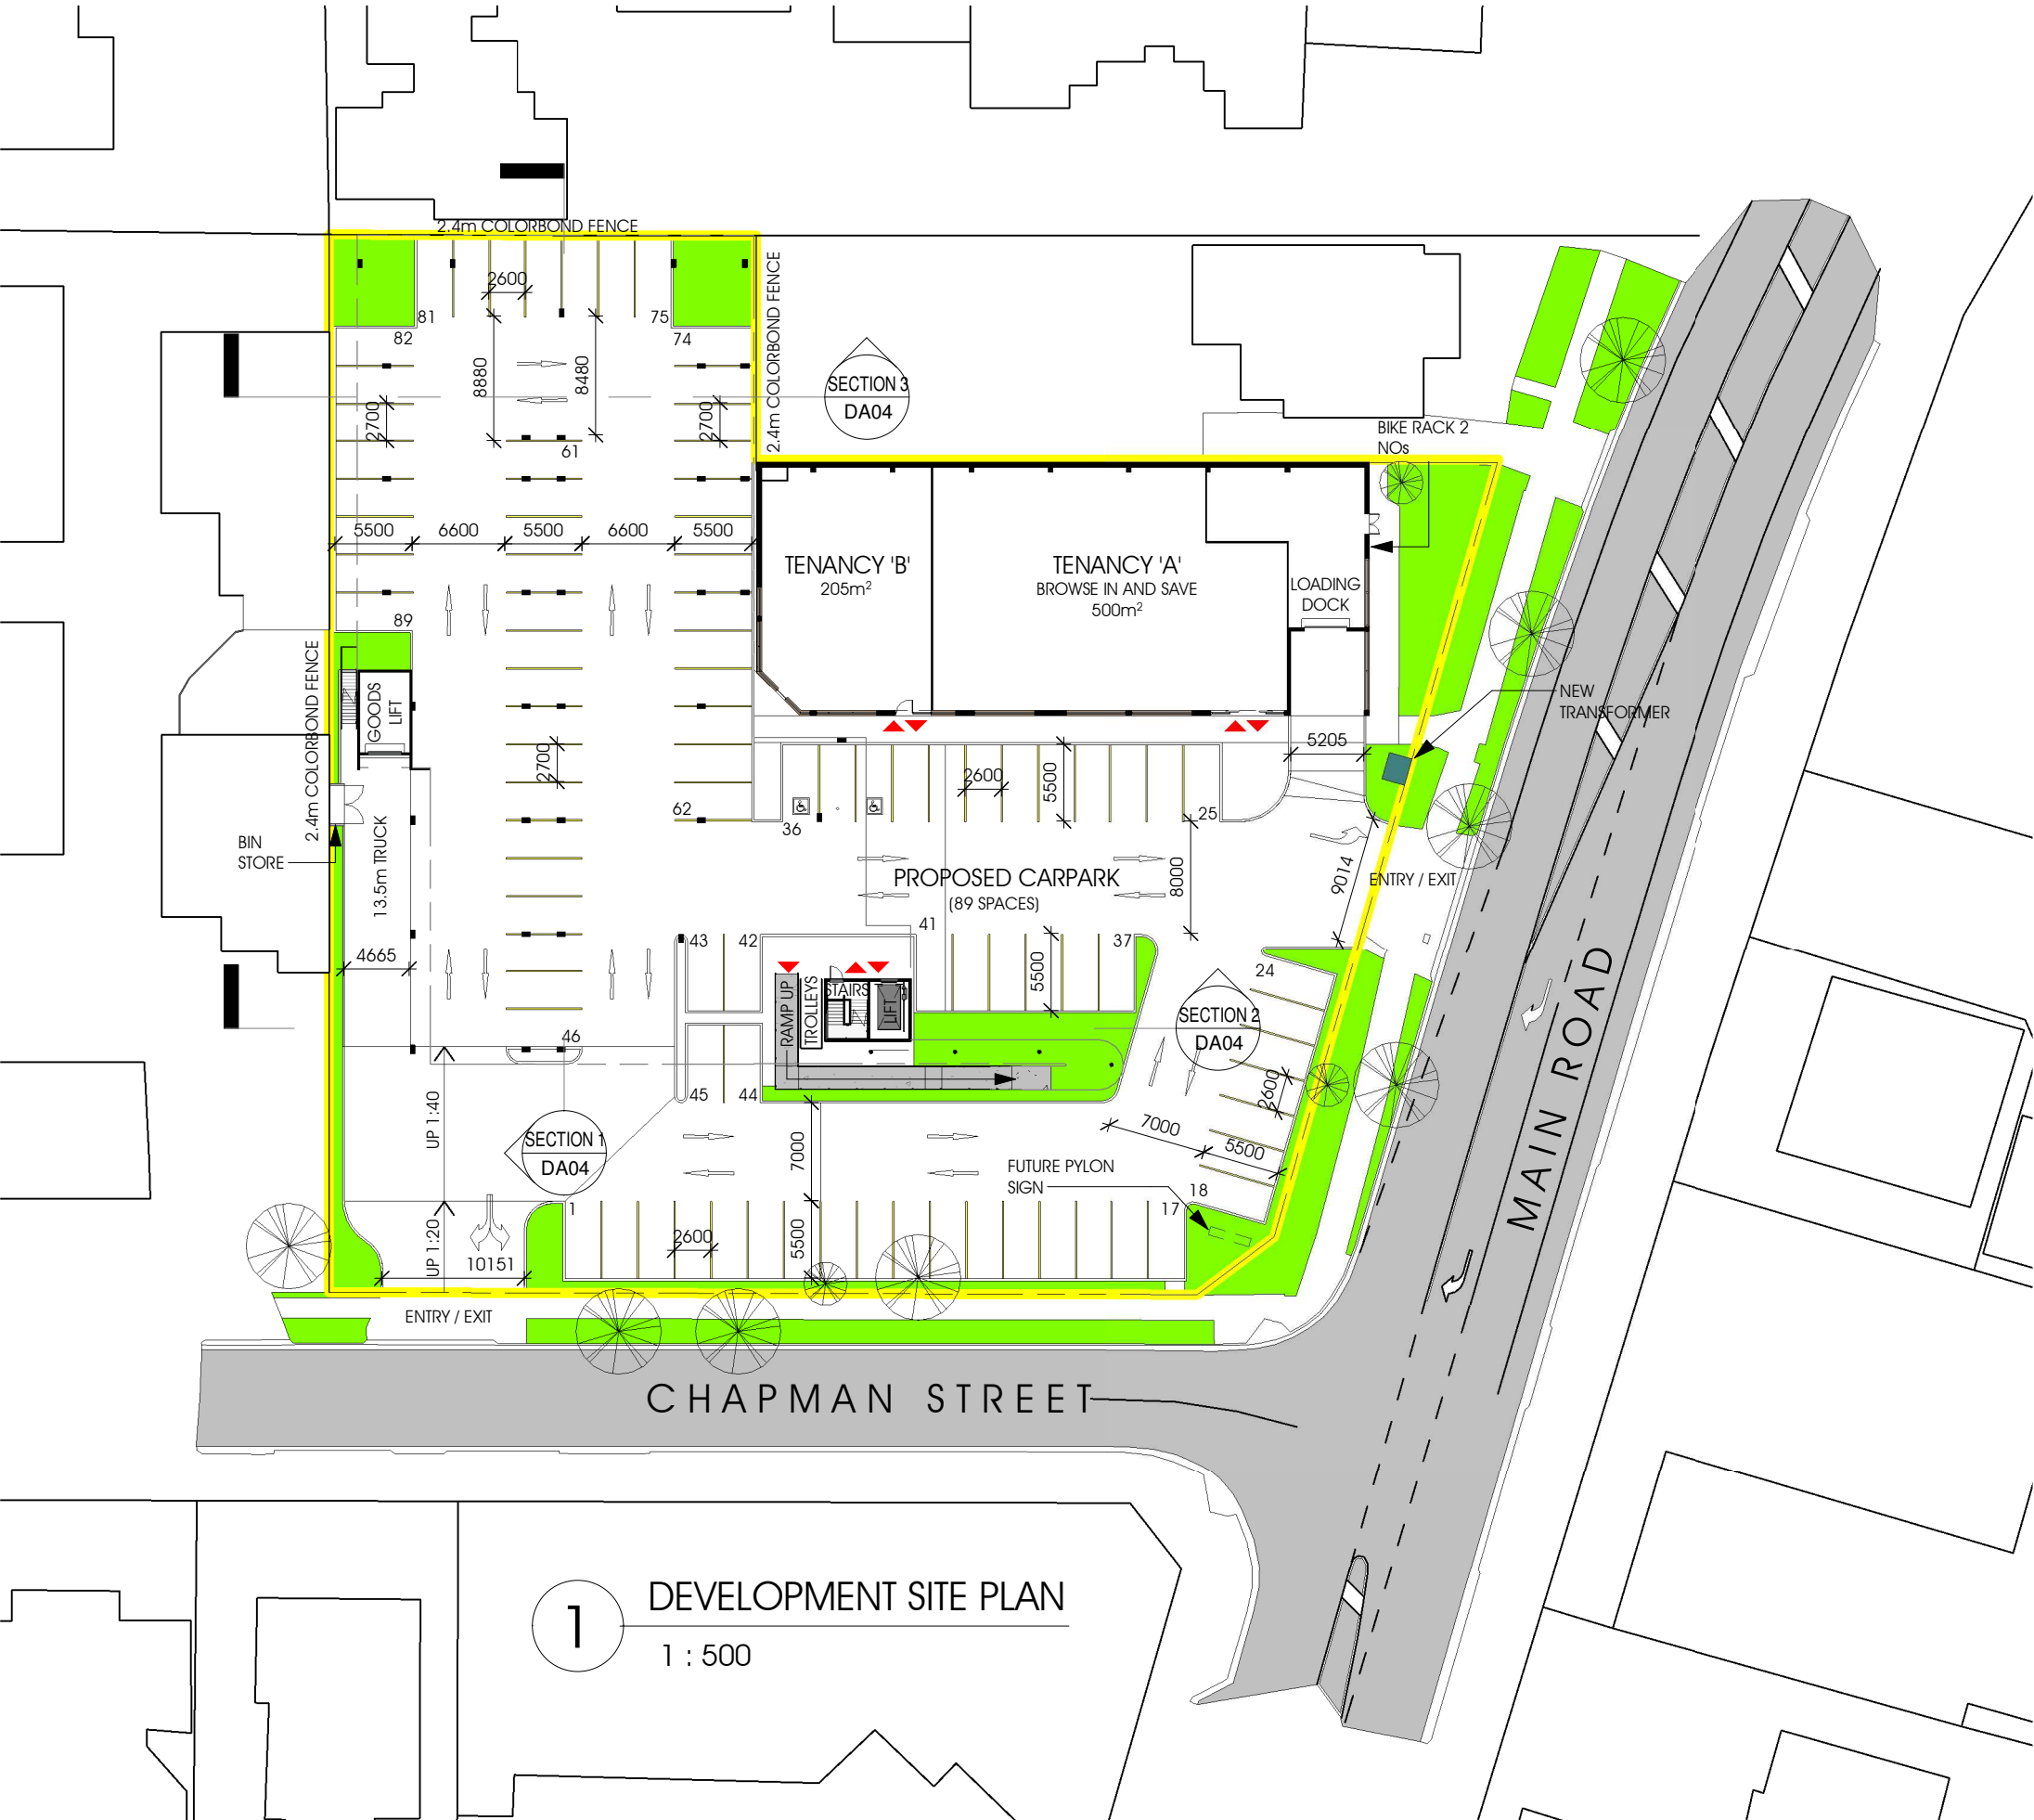 2.4m COLORBOND FENCE
2600
81
75
82
74
8880
8480
2.4m COLORBOND FENCE
SECTION 3
DA04
2700
2700
61
BIKE RACK 2
NOs
5500
6600
5500
6600
5500
TENANCY 'B'
205m²
TENANCY 'A'
BROWSE IN AND SAVE
500m²
LOADING
DOCK
89
2.4m COLORBOND FENCE
GOODS
LIFT
NEW
TRANSFORMER
2700
5205
2600
5500
62
36
25
BIN
STORE
13.5m TRUCK
PROPOSED CARPARK
(89 SPACES)
8000
9014
ENTRY / EXIT
4665
43
42
41
37
5500
24
RAMP UP
TROLLEYS
STAIRS
LIFT
SECTION 2
DA04
46
45
44
2600
UP 1:40
SECTION 1
DA04
7000
7000
5500
FUTURE PYLON
SIGN
1
17
18
2600
5500
UP 1:20
10151
ENTRY / EXIT
MAIN ROAD
CHAPMAN STREET
1
DEVELOPMENT SITE PLAN
1 : 500